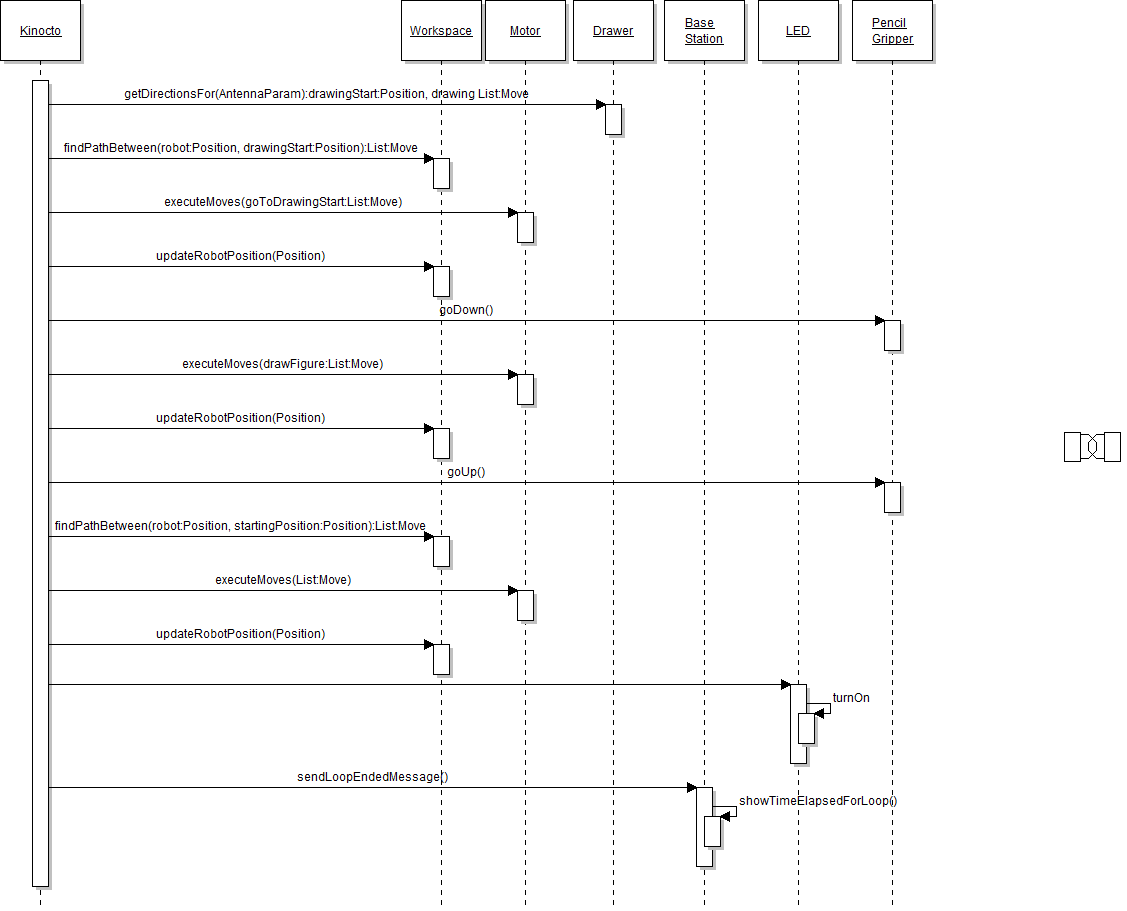 Kinocto
Workspace
Motor
Drawer
Base
Station
LED
Pencil
Gripper
getDirectionsFor(AntennaParam):drawingStart:Position, drawing List:Move
findPathBetween(robot:Position, drawingStart:Position):List:Move
executeMoves(goToDrawingStart:List:Move)
updateRobotPosition(Position)
goDown()
executeMoves(drawFigure:List:Move)
updateRobotPosition(Position)
goUp()
findPathBetween(robot:Position, startingPosition:Position):List:Move
executeMoves(List:Move)
updateRobotPosition(Position)
turnOn
sendLoopEndedMessage()
showTimeElapsedForLoop()